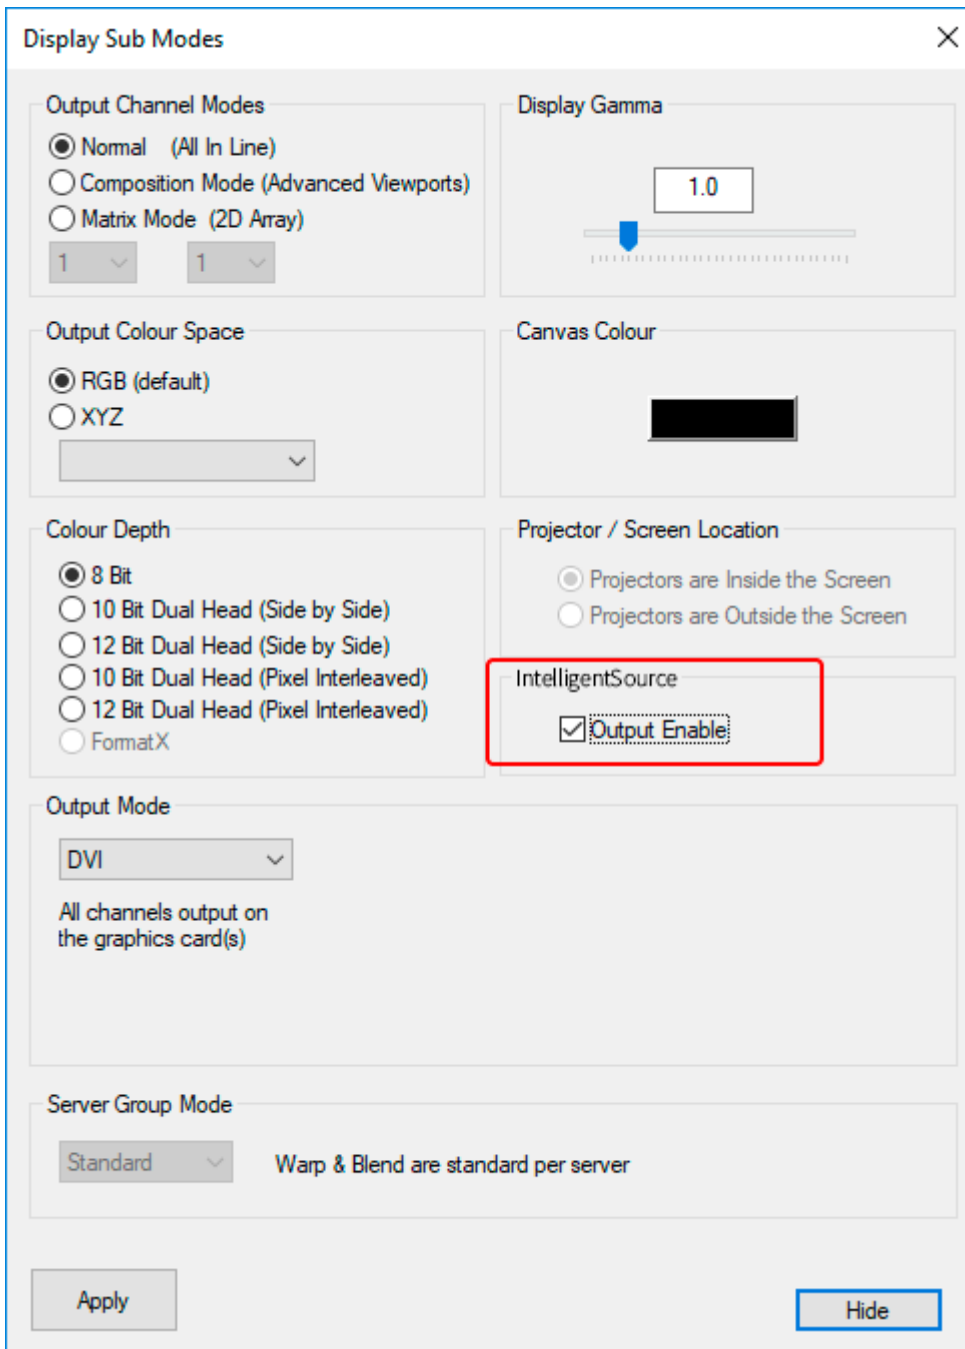 Display Sub Modes
Output Channel Modes
Normal (All In Line)
Composition Mode (Advanced Viewports)
Matrix Mode (2D Array)
1 1
Display Gamma
1.0
Output Colour Space
RGB (default)
XYZ
Canvas Colour
Colour Depth
8 Bit
10 Bit Dual Head (Side by Side)
12 Bit Dual Head (Side by Side)
10 Bit Dual Head (Pixel Interleaved)
12 Bit Dual Head (Pixel Interleaved)
FormatX
Projector / Screen Location
Projectors are Inside the Screen
Projectors are Outside the Screen
IntelligentSource
Output Enable
Output Mode
DVI
All channels output on
the graphics card(s)
Server Group Mode
Standard
Warp & Blend are standard per server
Apply
Hide